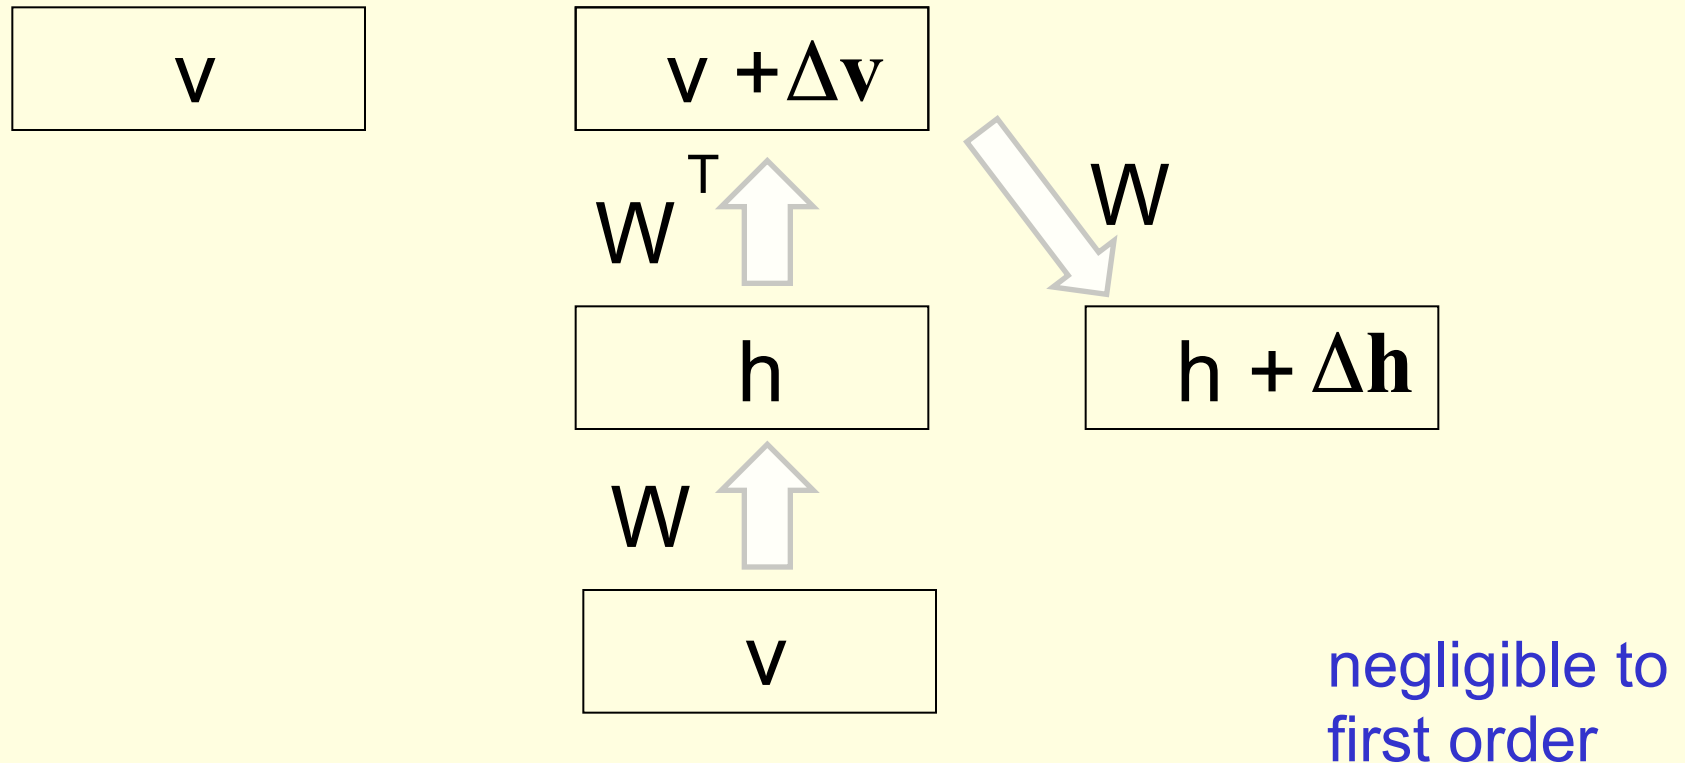 v
v + Δv
W T
W
h
h + Δh
W
v
negligible to
first order